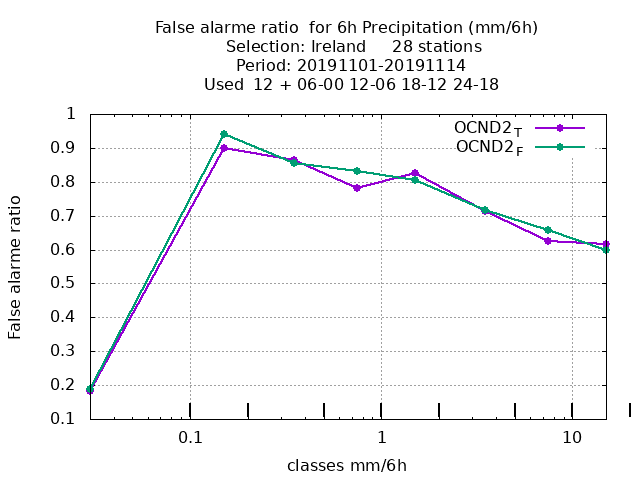 False alarme ratio  for 6h Precipitation (mm/6h)
Selection: Ireland     28 stations
Period: 20191101-20191114
Used  12 + 06-00 12-06 18-12 24-18
OCND2T
OCND2F
1
0.9
0.8
0.7
0.6
0.5
0.4
0.3
0.2
0.1
False alarme ratio
0.1 1 10
classes mm/6h